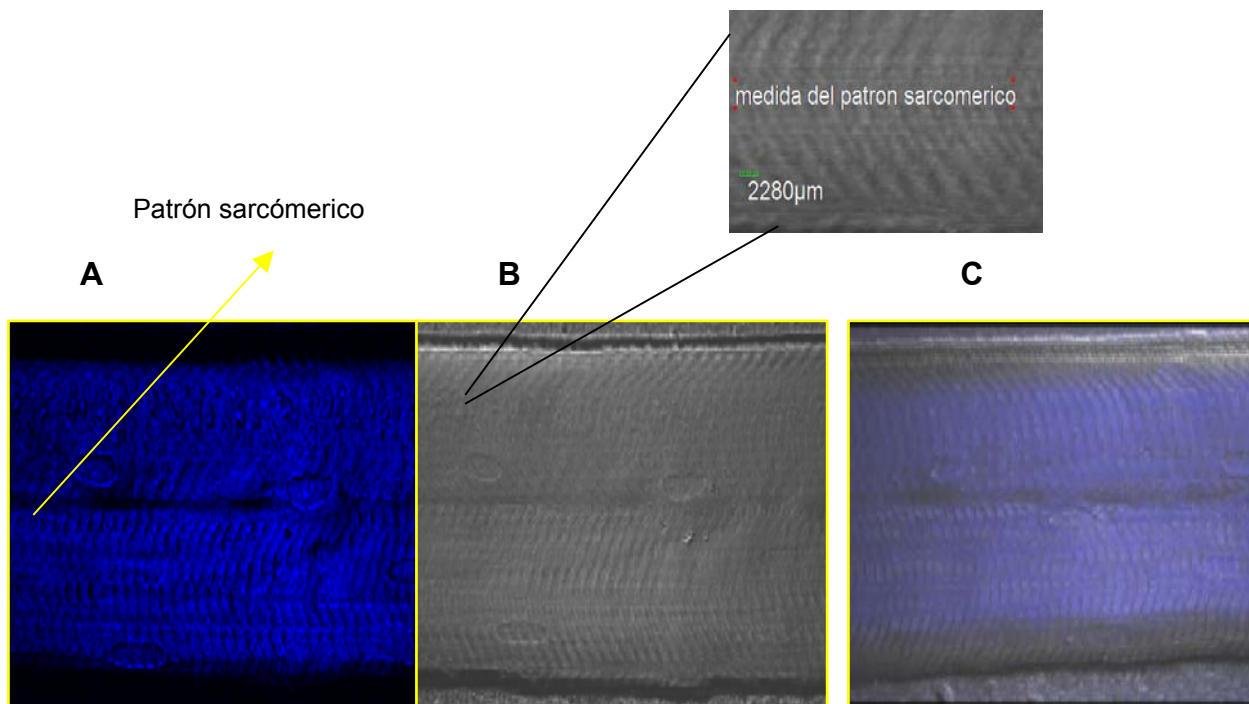 medida del patron sarcomerico
2280µm
Patrón sarcómerico
A
B
C